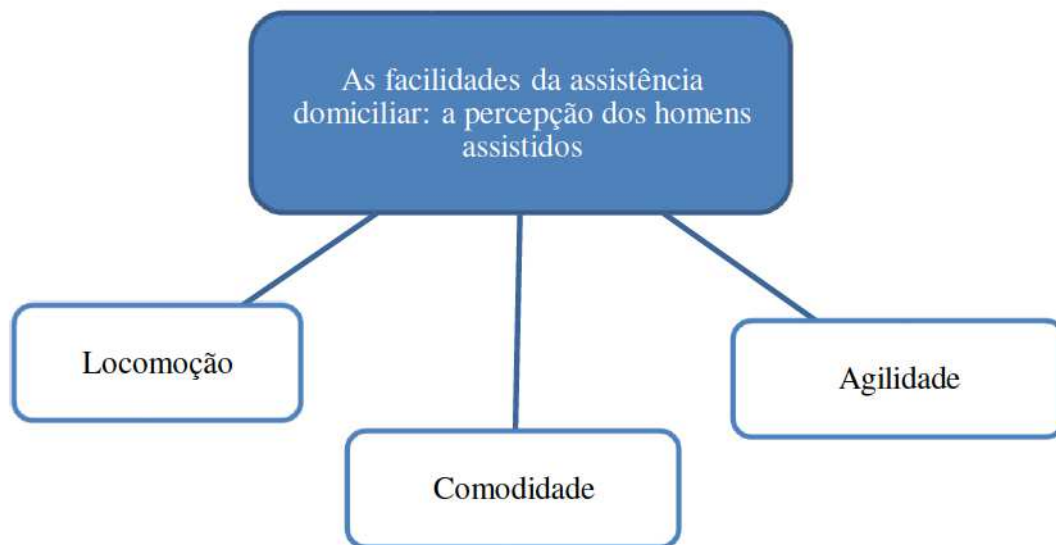 As facilidades da assistência
domiciliar: a percepção dos homens
assistidos
Locomoção
Comodidade
Agilidade